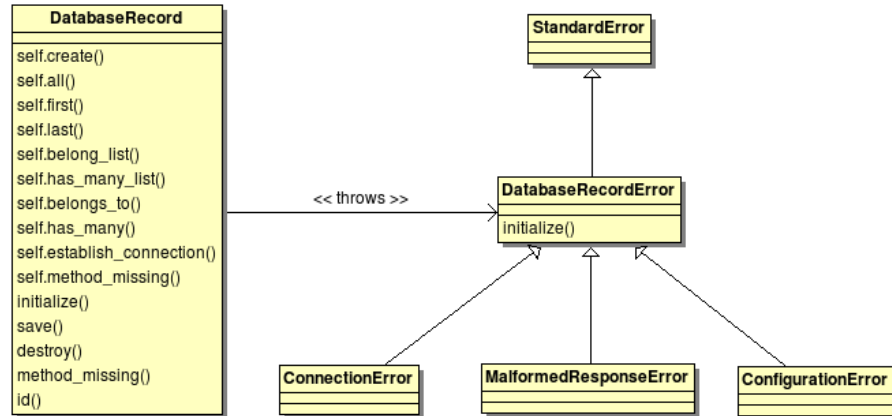 DatabaseRecord
self.create()
self.all()
self.first()
self.last()
self.belong_list()
self.has_many_list()
self.belongs_to()
self.has_many()
self.establish_connection()
self.method_missing()
initialize()
save()
destroy()
method_missing()
id()
<< throws >>
StandardError
DatabaseRecordError
initialize()
ConnectionError
MalformedResponseError
ConfigurationError